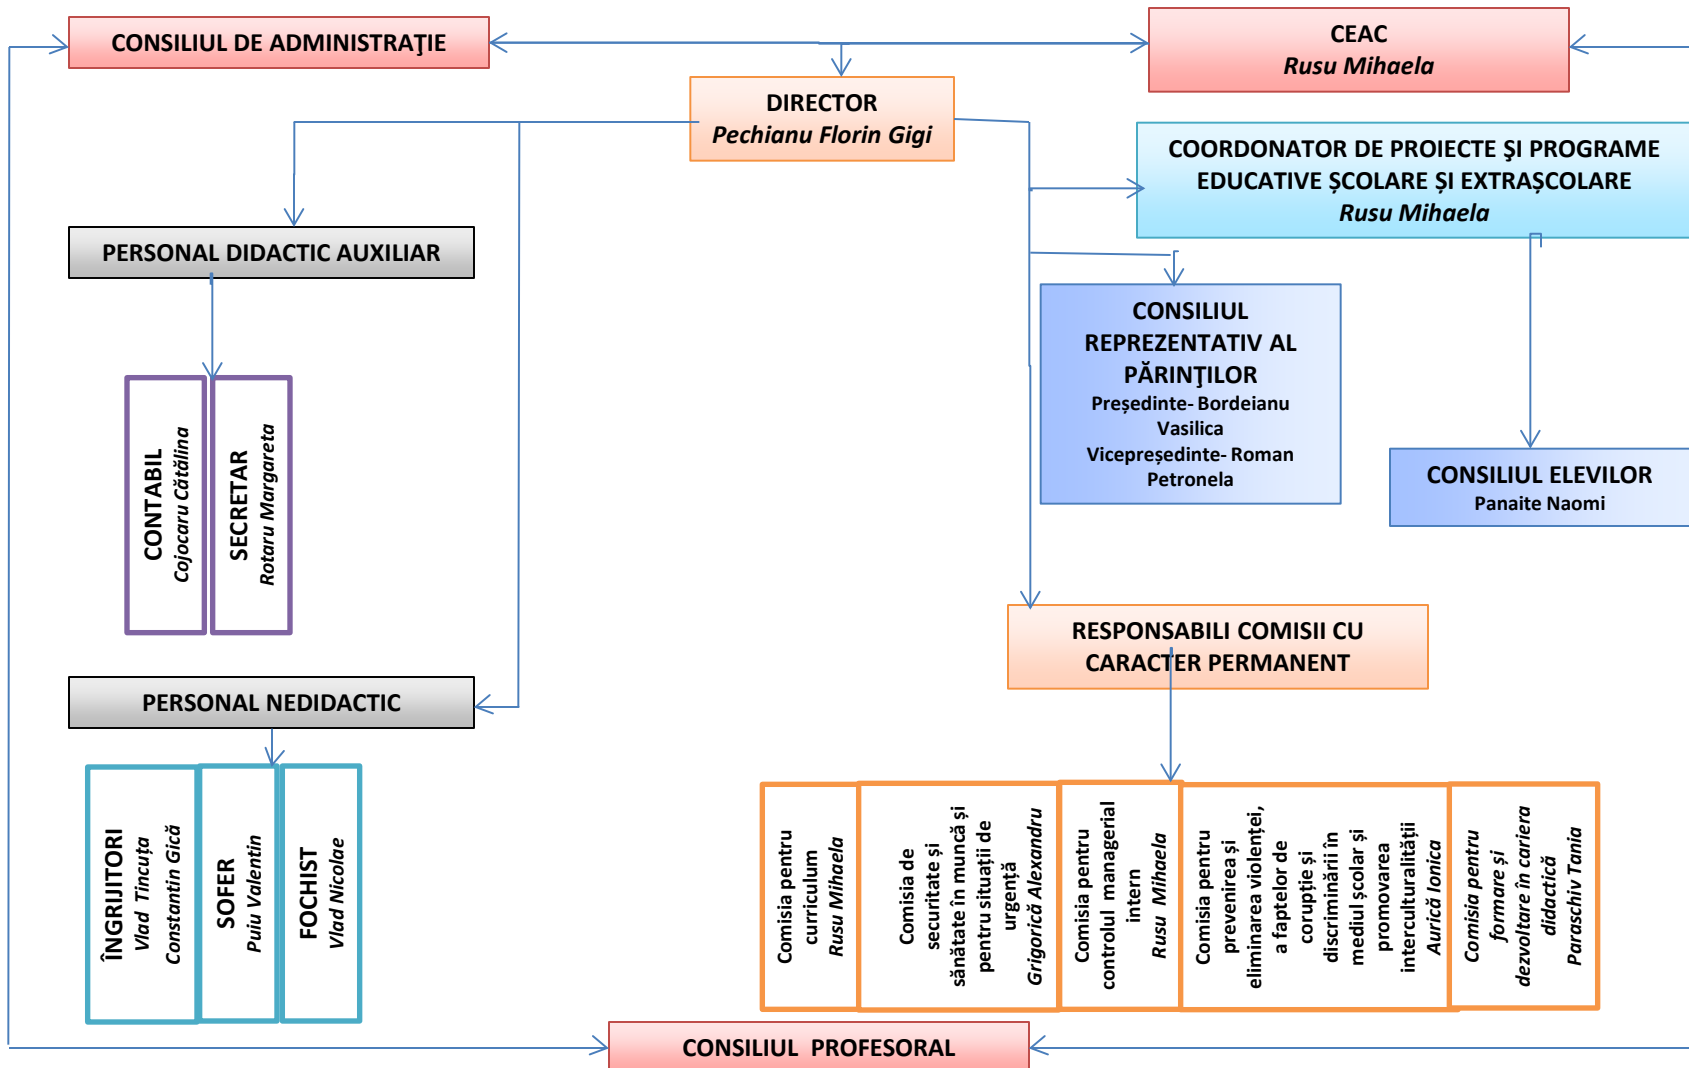 CONSILIUL DE ADMINISTRAŢIE
CEAC
Rusu Mihaela
DIRECTOR
Pechianu Florin Gigi
COORDONATOR DE PROIECTE ŞI PROGRAME
EDUCATIVE ȘCOLARE ȘI EXTRAȘCOLARE
Rusu Mihaela
PERSONAL DIDACTIC AUXILIAR
CONSILIUL
REPREZENTATIV AL
PĂRINŢILOR
Președinte- Bordeianu
Vasilica
Vicepreședinte- Roman
Petronela
CONTABIL
Cojocaru Cătălina
SECRETAR
Rotaru Margareta
CONSILIUL ELEVILOR
Panaite Naomi
RESPONSABILI COMISII CU
CARACTER PERMANENT
PERSONAL NEDIDACTIC
ÎNGRIJITORI
Vlad Tincuța
Constantin Gică
SOFER
Puiu Valentin
FOCHIST
Vlad Nicolae
Comisia pentru
curriculum
Rusu Mihaela
Comisia de
securitate și
sănătate în muncă și
pentru situații de
urgență
Grigorică Alexandru
Comisia pentru
controlul managerial
intern
Rusu Mihaela
Comisia pentru
prevenirea și
eliminarea violenței,
a faptelor de
corupție și
discriminării în
mediul școlar și
promovarea
interculturalității
Aurică Ionica
Comisia pentru
formare și
dezvoltare în cariera
didactică
Paraschiv Tania
CONSILIUL PROFESORAL